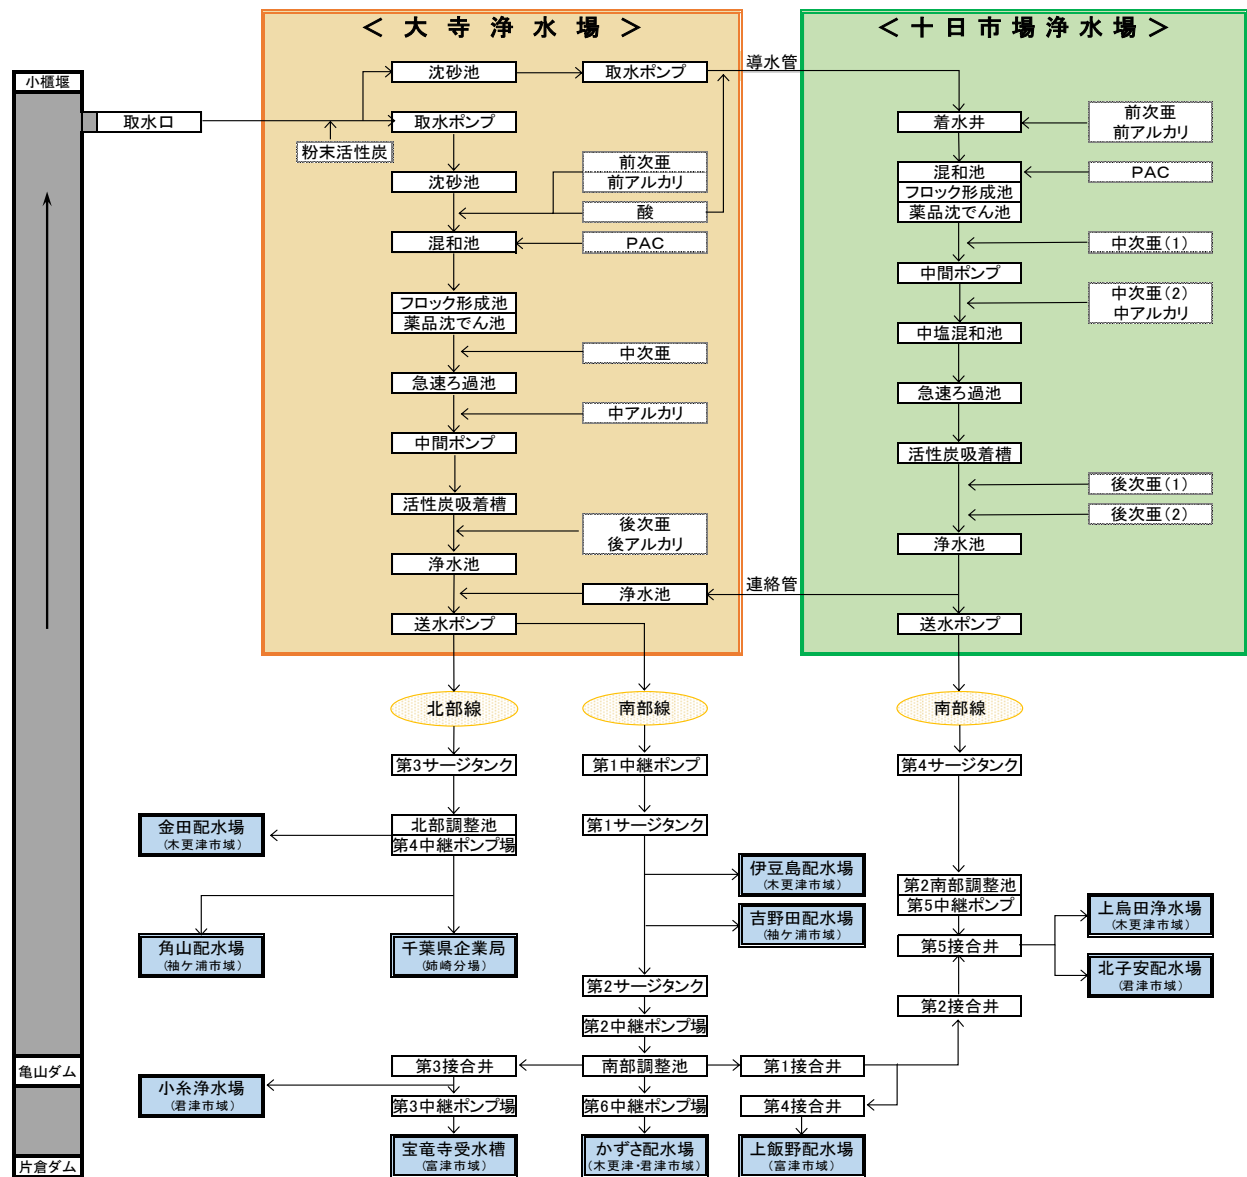 ＜大寺浄水場＞
＜十日市場浄水場＞
小櫃堰
取水口
粉末活性炭
沈砂池
取水ポンプ
導水管
取水ポンプ
沈砂池
前次亜
前アルカリ
酸
混和池
PAC
フロック形成池
薬品沈でん池
中次亜
急速ろ過池
中アルカリ
中間ポンプ
活性炭吸着槽
後次亜
後アルカリ
浄水池
浄水池
連絡管
送水ポンプ
着水井
前次亜
前アルカリ
混和池
フロック形成池
薬品沈でん池
PAC
中次亜(1)
中間ポンプ
中次亜(2)
中アルカリ
中塩混和池
急速ろ過池
活性炭吸着槽
後次亜(1)
後次亜(2)
浄水池
送水ポンプ
北部線
南部線
南部線
第3サージタンク
第1中継ポンプ
第4サージタンク
金田配水場
(木更津市域)
北部調整池
第4中継ポンプ場
第1サージタンク
角山配水場
(袖ケ浦市域)
千葉県企業局
(姉崎分場)
伊豆島配水場
(木更津市域)
吉野田配水場
(袖ケ浦市域)
第2南部調整池
第5中継ポンプ
上烏田浄水場
(木更津市域)
第5接合井
北子安配水場
(君津市域)
第2サージタンク
第2接合井
第2中継ポンプ場
亀山ダム
第3接合井
南部調整池
第1接合井
小糸浄水場
(君津市域)
第3中継ポンプ場
第6中継ポンプ場
第4接合井
片倉ダム
宝竜寺受水槽
(富津市域)
かずさ配水場
(木更津・君津市域)
上飯野配水場
(富津市域)